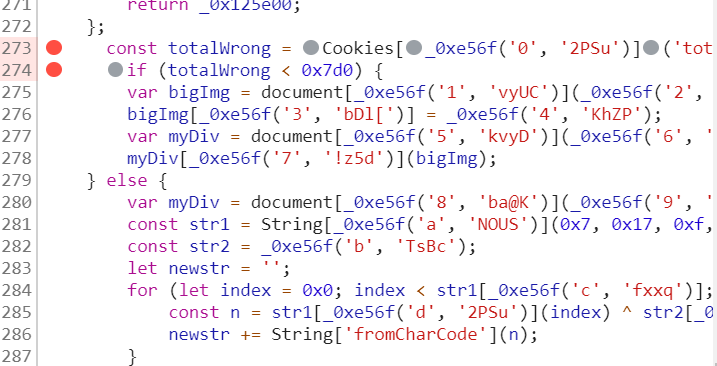 271 return _0x125e00;
272 };
273 const totalWrong = Cookies[_0xe56f('0', '2PSu')]('tot
274 if (totalWrong < 0x7d0) {
275 var bigImg = document[_0xe56f('1', 'vyUC')](_0xe56f('2',
276 bigImg[_0xe56f('3', 'bDl[')] = _0xe56f('4', 'KhZP');
277 var myDiv = document[_0xe56f('5', 'kvyD')](_0xe56f('6', '
278 myDiv[_0xe56f('7', '!z5d')](bigImg);
279 } else {
280 var myDiv = document[_0xe56f('8', 'ba@K')](_0xe56f('9', '
281 const str1 = String[_0xe56f('a', 'NOUS')](0x7, 0x17, 0xf,
282 const str2 = _0xe56f('b', 'TsBc');
283 let newstr = '';
284 for (let index = 0x0; index < str1[_0xe56f('c', 'fxxq')];
285 const n = str1[_0xe56f('d', '2PSu')](index) ^ str2[_0
286 newstr += String['fromCharCode'](n);
287 }